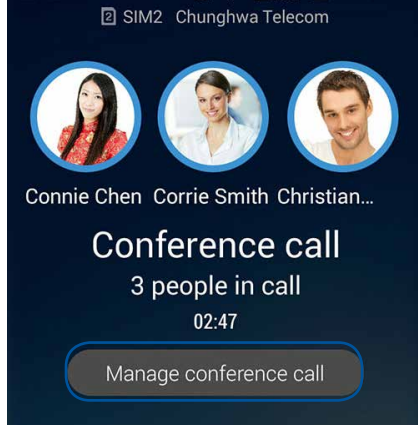 2 SIM2 Chunghwa Telecom
Connie Chen Corrie Smith Christian...
Conference call
3 people in call
02:47
Manage conference call